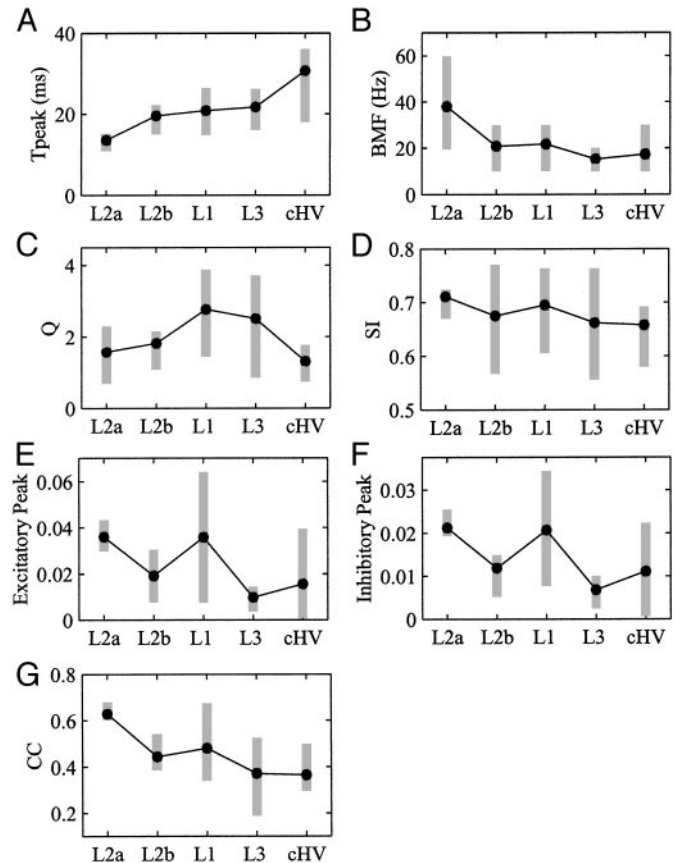 A
B
40
20
0
Tpeak (ms)
L2a L2b L1 L3 cHV
60
40
20
0
BMF (Hz)
L2a L2b L1 L3 cHV
C
D
4
2
0
Q
L2a L2b L1 L3 cHV
0.8
0.7
0.6
0.5
SI
L2a L2b L1 L3 cHV
E
F
0.06
0.04
0.02
0
Excitatory Peak
L2a L2b L1 L3 cHV
0.03
0.02
0.01
0
Inhibitory Peak
L2a L2b L1 L3 cHV
G
0.8
0.6
0.4
0.2
CC
L2a L2b L1 L3 cHV